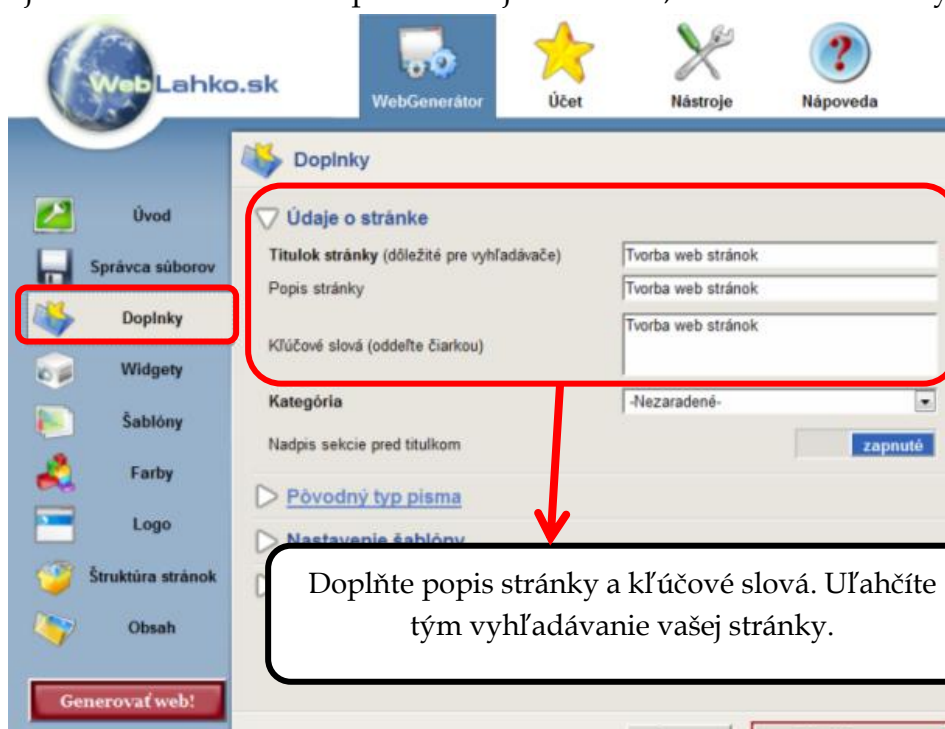 WebLahko.sk
WebGenerátor
Účet
Nástroje
Nápoveda
Doplnky
Úvod
Správca súborov
Doplnky
Widgety
Šablóny
Farby
Logo
Štruktúra stránok
Obsah
Generovať web!
Údaje o stránke
Titulok stránky (dôležité pre vyhľadávače)
Tvorba web stránok
Popis stránky
Tvorba web stránok
Kľúčové slová (oddeľte čiarkou)
Tvorba web stránok
Kategória
-Nezaradené-
Nadpis sekcie pred titulkom
zapnuté
Pôvodný typ písma
Nastavenie šablóny
Doplňte popis stránky a kľúčové slová. Uľahčíte
tým vyhľadávanie vašej stránky.